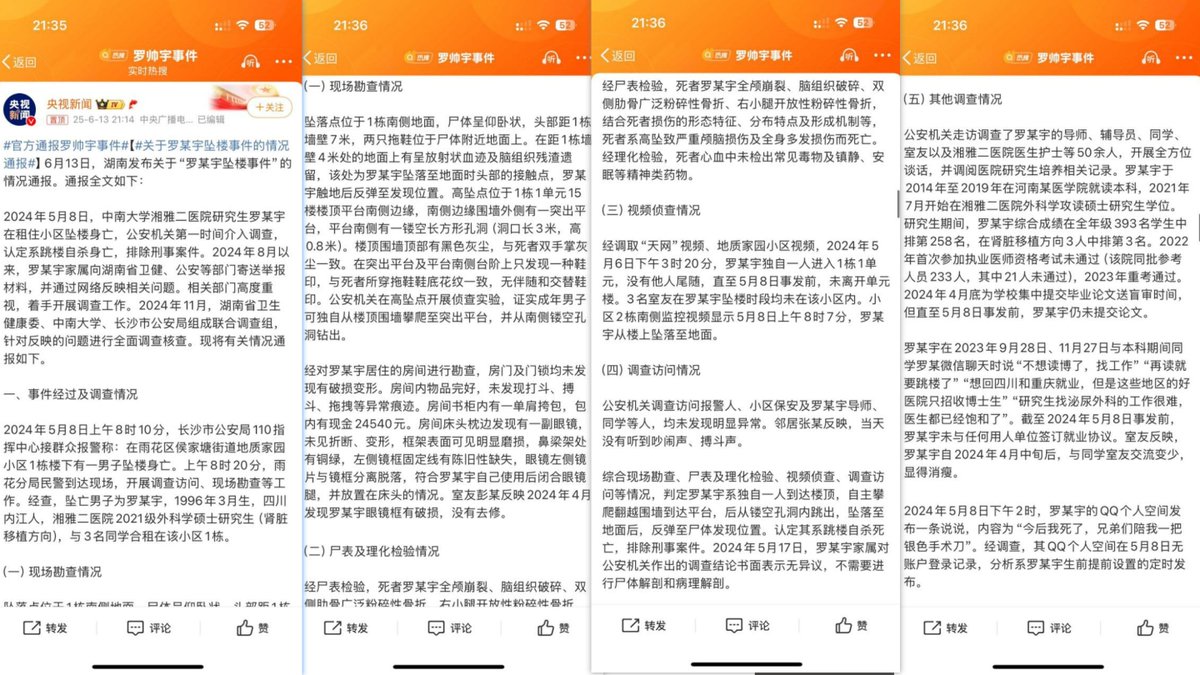 21:35
52
返回
热搜 罗帅宇事件
实时热搜
听
央视新闻
央视新闻
+关注
置顶 25-6-13 21:14 中央广播电... 已编辑
#官方通报罗帅宇事件#【#关于罗某宇坠楼事件的情况
通报#】6月13日，湖南发布关于“罗某宇坠楼事件”的
情况通报。通报全文如下：
2024年5月8日，中南大学湘雅二医院研究生罗某宇
在租住小区坠楼身亡，公安机关第一时间介入调查，
认定系跳楼自杀身亡，排除刑事案件。2024年8月以
来，罗某宇家属向湖南省卫健、公安等部门寄送举报
材料，并通过网络反映相关问题。相关部门高度重
视，着手开展调查工作。2024年11月，湖南省卫生
健康委、中南大学、长沙市公安局组成联合调查组，
针对反映的问题进行全面调查核查。现将有关情况通
报如下。
一、事件经过及调查情况
2024年5月8日上午8时10分，长沙市公安局110指
挥中心接群众报警称：在雨花区侯家塘街道地质家园
小区1栋楼下有一男子坠楼身亡。上午8时20分，雨
花分局民警到达现场，开展调查访问、现场勘查等工
作。经查，坠亡男子为罗某宇，1996年3月生，四川
内江人，湘雅二医院2021级外科学硕士研究生（肾脏
移植方向），与3名同学合租在该小区1栋。
(一) 现场勘查情况
坠落点位于1栋南侧地面，尸体呈仰卧状，头部距1栋
转发
评论
赞
21:36
52
返回
热搜 罗帅宇事件
听
(一) 现场勘查情况
坠落点位于1栋南侧地面，尸体呈仰卧状，头部距1栋
墙壁7米，两只拖鞋位于尸体附近地面上。在距1栋墙
壁4米处的地面上有呈放射状血迹及脑组织残渣遗
留，该处为罗某宇坠落至地面时头部的接触点，罗某
宇触地后反弹至发现位置。高坠点位于1栋1单元15
楼楼顶平台南侧边缘，南侧边缘围墙外侧有一突出平
台，平台南侧有一镂空长方形孔洞（洞口长3米，高
0.8米）。楼顶围墙顶部有黑色灰尘，与死者双手掌灰
尘一致。在突出平台及平台南侧台阶上只发现一种鞋
印，与死者所穿拖鞋鞋底花纹一致，无伴随和交替鞋
印。公安机关在高坠点开展侦查实验，证实成年男子
可独自从楼顶围墙攀爬至突出平台，并从南侧镂空孔
洞钻出。
经对罗某宇居住的房间进行勘查，房门及门锁均未发
现有破损变形。房间内物品完好，未发现打斗、搏
斗、拖拽等异常痕迹。房间书柜内有一单肩挎包，包
内有现金24540元。房间床头枕边发现有一副眼镜，
未见折断、变形，框架表面可见明显磨损，鼻梁架处
有铜绿，左侧镜框固定线有陈旧性缺失，眼镜左侧镜
片与镜框分离脱落，符合罗某宇自己使用后闭合眼镜
腿，并放置在床头的情况。室友彭某反映2024年4月
发现罗某宇眼镜框有破损，没有去修。
(二) 尸表及理化检验情况
经尸表检验，死者罗某宇全颅崩裂、脑组织破碎、双
侧肋骨广泛粉碎性骨折、右小腿开放性粉碎性骨折，
转发
评论
赞
21:36
52
返回
热搜 罗帅宇事件
听
经尸表检验，死者罗某宇全颅崩裂、脑组织破碎、双
侧肋骨广泛粉碎性骨折、右小腿开放性粉碎性骨折，
结合死者损伤的形态特征、分布特点及形成机制等，
死者系高坠致严重颅脑损伤及全身多发损伤而死亡。
经理化检验，死者心血中未检出常见毒物及镇静、安
眠等精神类药物。
(三) 视频侦查情况
经调取“天网”视频、地质家园小区视频，2024年5
月6日下午3时20分，罗某宇独自一人进入1栋1单
元，没有他人尾随，直至5月8日事发前，未离开单元
楼。3名室友在罗某宇坠楼时段均未在该小区内。小
区2栋南侧监控视频显示5月8日上午8时7分，罗某
宇从楼上坠落至地面。
(四) 调查访问情况
公安机关调查访问报警人、小区保安及罗某宇导师、
同学等人，均未发现明显异常。邻居张某反映，当天
没有听到吵闹声、搏斗声。
综合现场勘查、尸表及理化检验、视频侦查、调查访
问等情况，判定罗某宇系独自一人到达楼顶，自主攀
爬翻越围墙到达平台，后从镂空孔洞内跳出，坠落至
地面后，反弹至尸体发现位置。认定其系跳楼自杀死
亡，排除刑事案件。2024年5月17日，罗某宇家属对
公安机关作出的调查结论书面表示无异议，不需要进
行尸体解剖和病理解剖。
转发
评论
赞
21:36
52
返回
热搜 罗帅宇事件
听
(五) 其他调查情况
公安机关走访调查了罗某宇的导师、辅导员、同学、
室友以及湘雅二医院医生护士等50余人，开展全方位
谈话，并调阅医院研究生培养相关记录。罗某宇于
2014年至2019年在河南某医学院就读本科，2021年
7月开始在湘雅二医院外科学攻读硕士研究生学位。
研究生期间，罗某宇综合成绩在全年级393名学生中
排第258名，在肾脏移植方向3人中排第3名。2022
年首次参加执业医师资格考试未通过（该院同批参考
人员233人，其中21人未通过），2023年重考通过。
2024年4月底为学校集中提交毕业论文送盲审时间，
但直至5月8日事发前，罗某宇仍未提交论文。
罗某宇在2023年9月28日、11月27日与本科期间同
学罗某微信聊天时说“不想读博了，找工作”“再读就
要跳楼了”“想回四川和重庆就业，但是这些地区的好
医院只招收博士生”“研究生找泌尿外科的工作很难，
医生都已经饱和了”。截至2024年5月8日事发前，
罗某宇未与任何用人单位签订就业协议。室友反映，
罗某宇自2024年4月中旬后，与同学室友交流变少，
显得消瘦。
2024年5月8日下午2时，罗某宇的QQ个人空间发
布一条说说，内容为“今后我死了，兄弟们陪我一把
银色手术刀”。经调查，其QQ个人空间在5月8日无
账户登录记录，分析系罗某宇生前提前设置的定时发
布。
转发
评论
赞